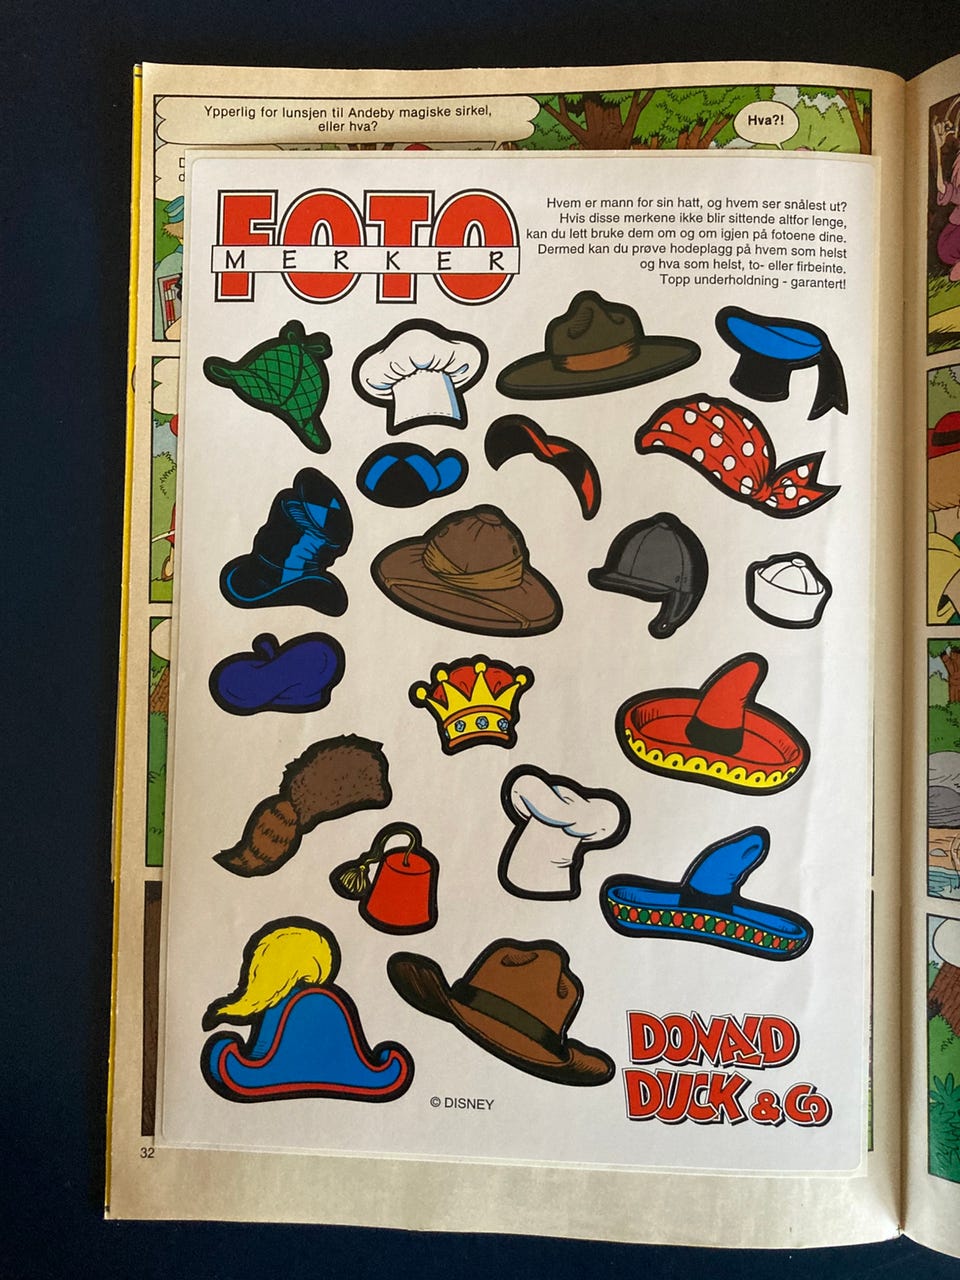 Ypperlig for lunsjen til Andeby magiske sirkel,
eller hva?
Hva?!
FOTO
MERKER
Hvem er mann for sin hatt, og hvem ser snålest ut?
Hvis disse merkene ikke blir sittende altfor lenge,
kan du lett bruke dem om og om igjen på fotoene dine.
Dermed kan du prøve hodeplagg på hvem som helst
og hva som helst, to- eller firbeinte.
Topp underholdning - garantert!
DONALD
DUCK & Co
© DISNEY
32